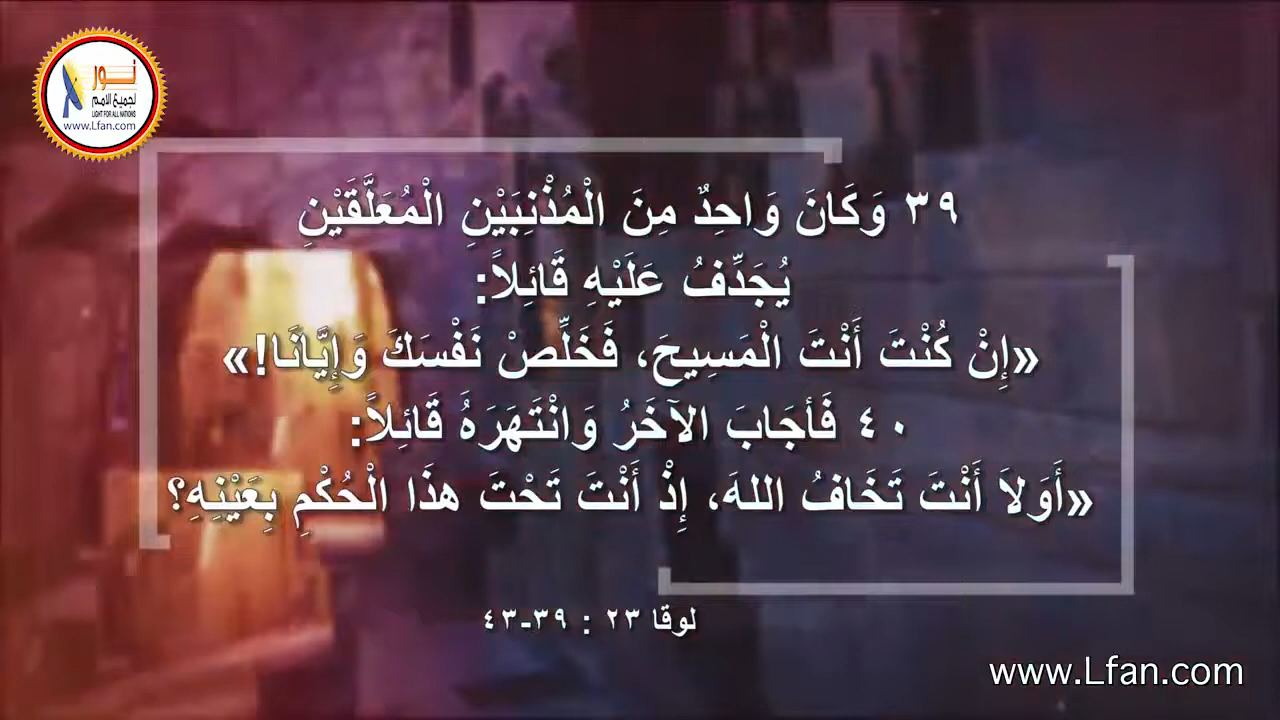 نور
لجميع الامم
LIGHT FOR ALL NATIONS
www.Lfan.com
٣٩ وَكَانَ وَاحِدٌ مِنَ الْمُذْنِبَيْنِ الْمُعَلَّقَيْنِ
يُجَدِّفُ عَلَيْهِ قَائِلاً:
«إِنْ كُنْتَ أَنْتَ الْمَسِيحَ، فَخَلِّصْ نَفْسَكَ وَإِيَّانَا!»
٤٠ فَأجَابَ الآخَرُ وَانْتَهَرَهُ قَائِلاً:
«أَوَلاَ أَنْتَ تَخَافُ اللهَ، إِذْ أَنْتَ تَحْتَ هذَا الْحُكْمِ بِعَيْنِهِ؟
لوقا ٢٣ : ٣٩-٤٣
www.Lfan.com